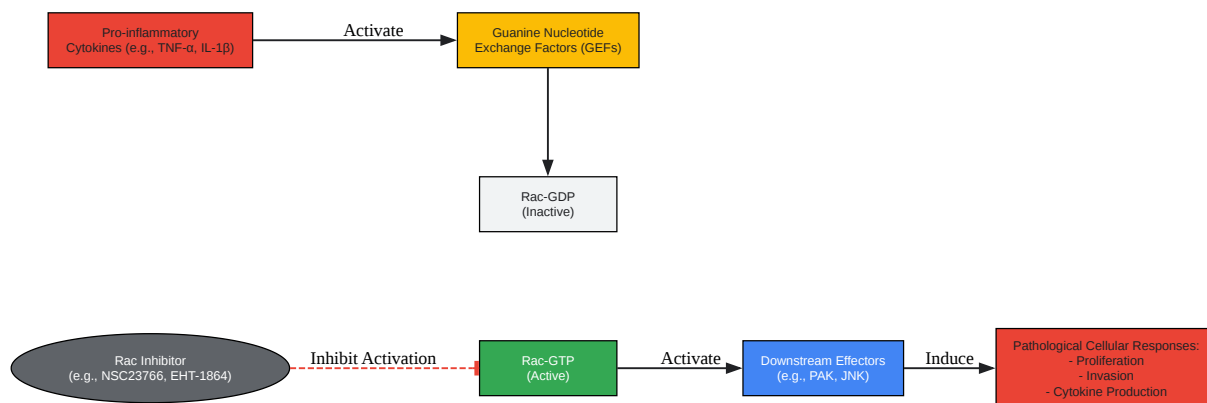 Pro-inflammatory
Cytokines (e.g., TNF-α, IL-1β)
Activate
Guanine Nucleotide
Exchange Factors (GEFs)
Rac-GDP
(Inactive)
Rac Inhibitor
(e.g., NSC23766, EHT-1864)
Inhibit Activation
Rac-GTP
(Active)
Activate
Downstream Effectors
(e.g., PAK, JNK)
Induce
Pathological Cellular Responses:
- Proliferation
- Invasion
- Cytokine Production